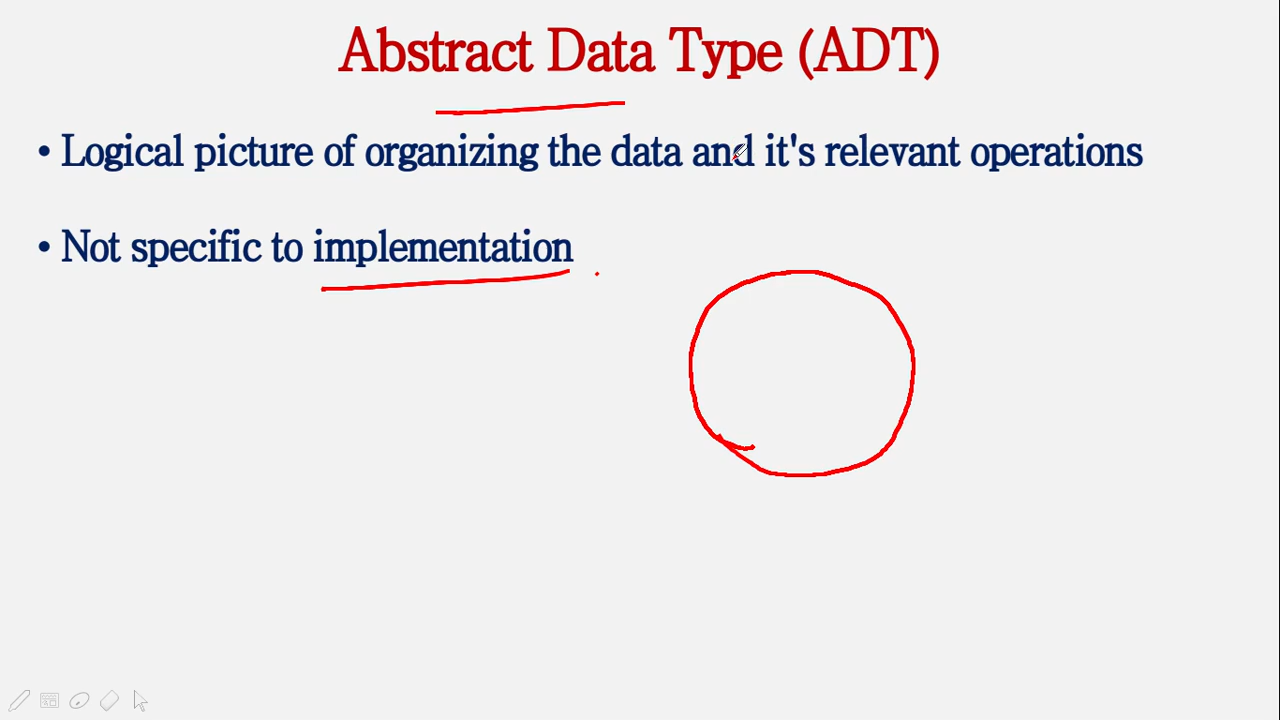 Abstract Data Type (ADT)
• Logical picture of organizing the data and it's relevant operations
• Not specific to implementation